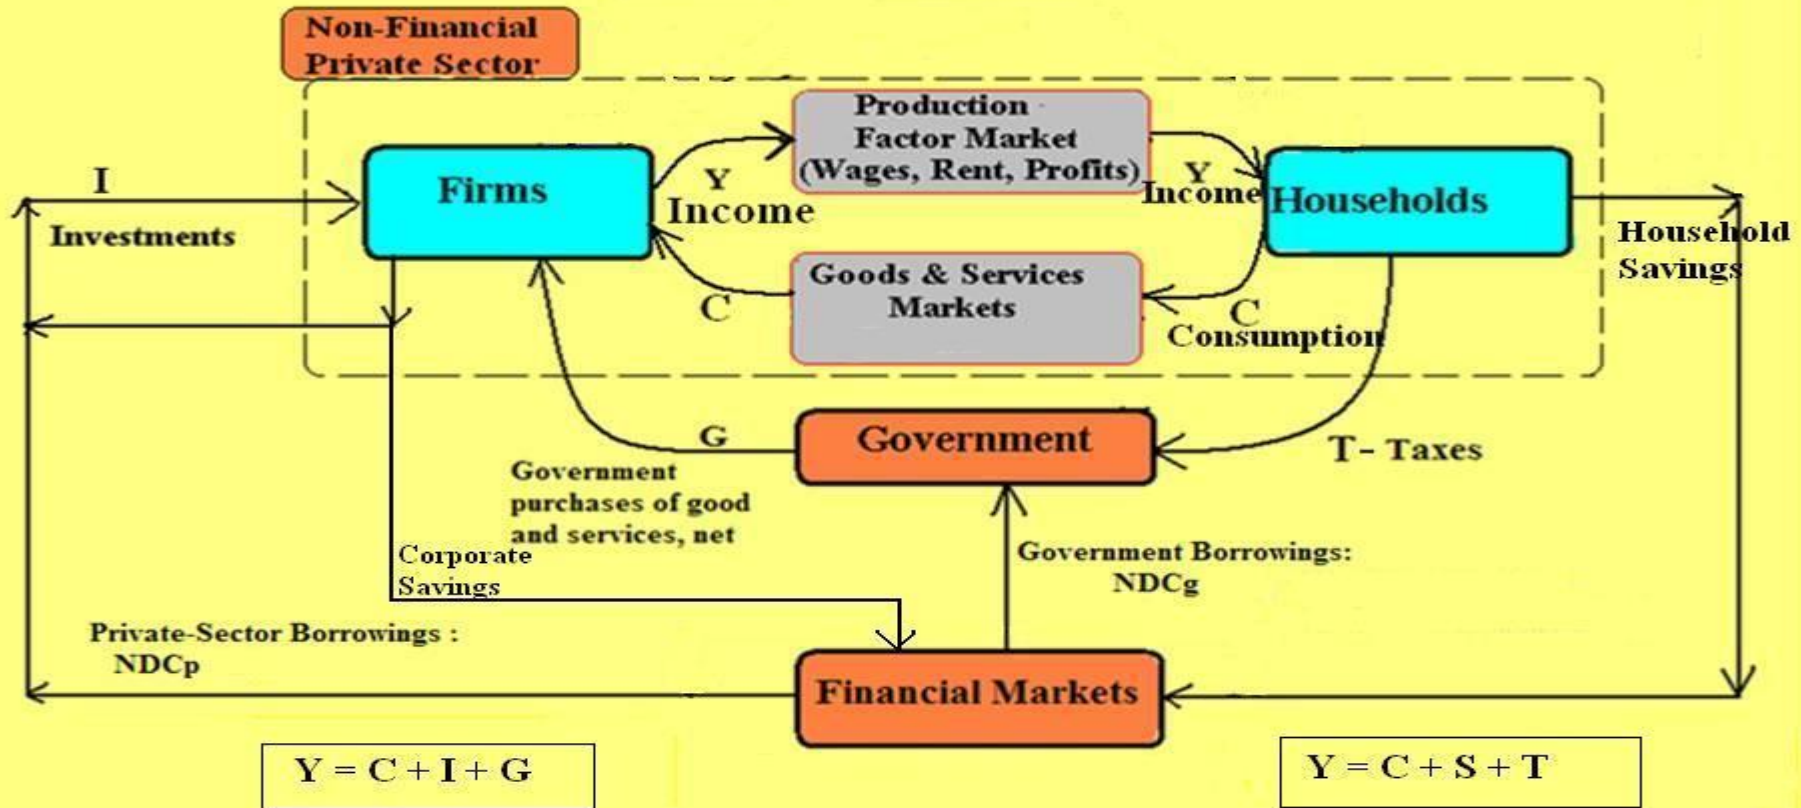 Non-Financial
Private Sector
Production
Factor Market
(Wages, Rent, Profits)
I
Investments
Firms
Y
Income
Y
Income
Households
Household
Savings
Goods & Services
Markets
C
C
Consumption
G
Government
T - Taxes
Government
purchases of good
and services, net
Corporate
Savings
Government Borrowings:
NDCg
Private-Sector Borrowings :
NDCp
Financial Markets
Y = C + I + G
Y = C + S + T